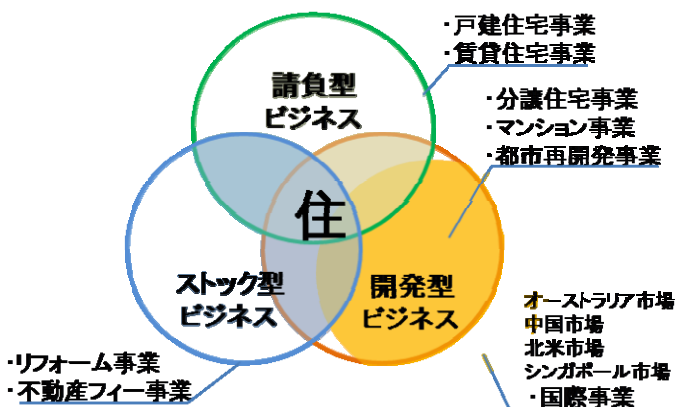 ・戸建住宅事業
・賃貸住宅事業
請負型
ビジネス
・分譲住宅事業
・マンション事業
・都市再開発事業
住
ストック型
ビジネス
開発型
ビジネス
オーストラリア市場
中国市場
北米市場
シンガポール市場
・国際事業
・リフォーム事業
・不動産フィー事業